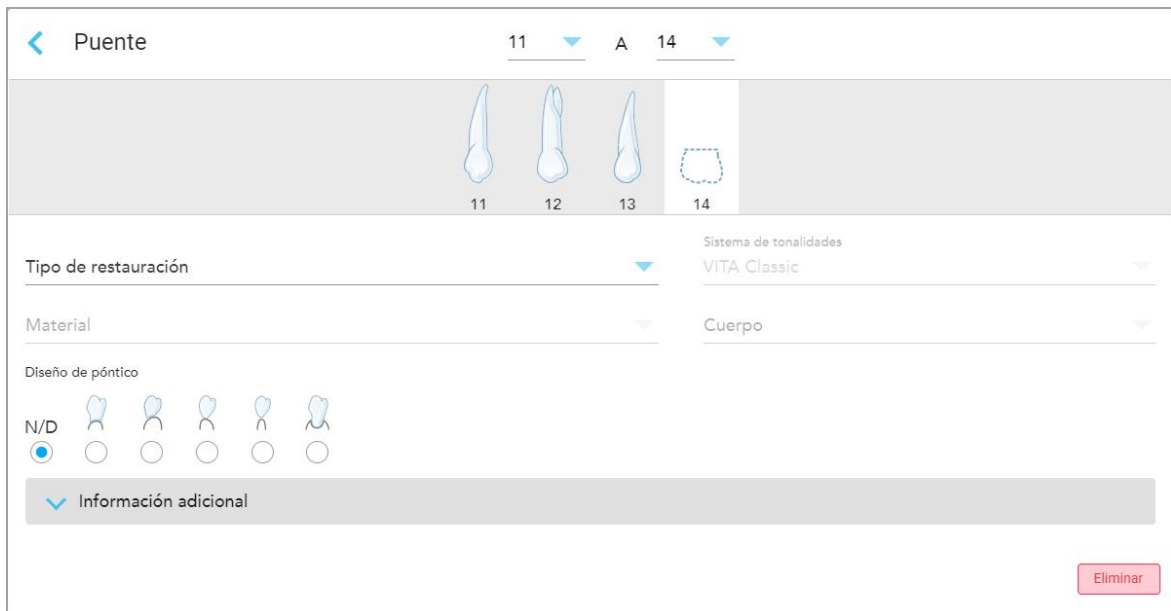 Puente 11 A 14
11 12 13 14
Sistema de tonalidades
Tipo de restauración VITA Classic
Material Cuerpo
Diseño de póntico
N/D
Información adicional
Eliminar